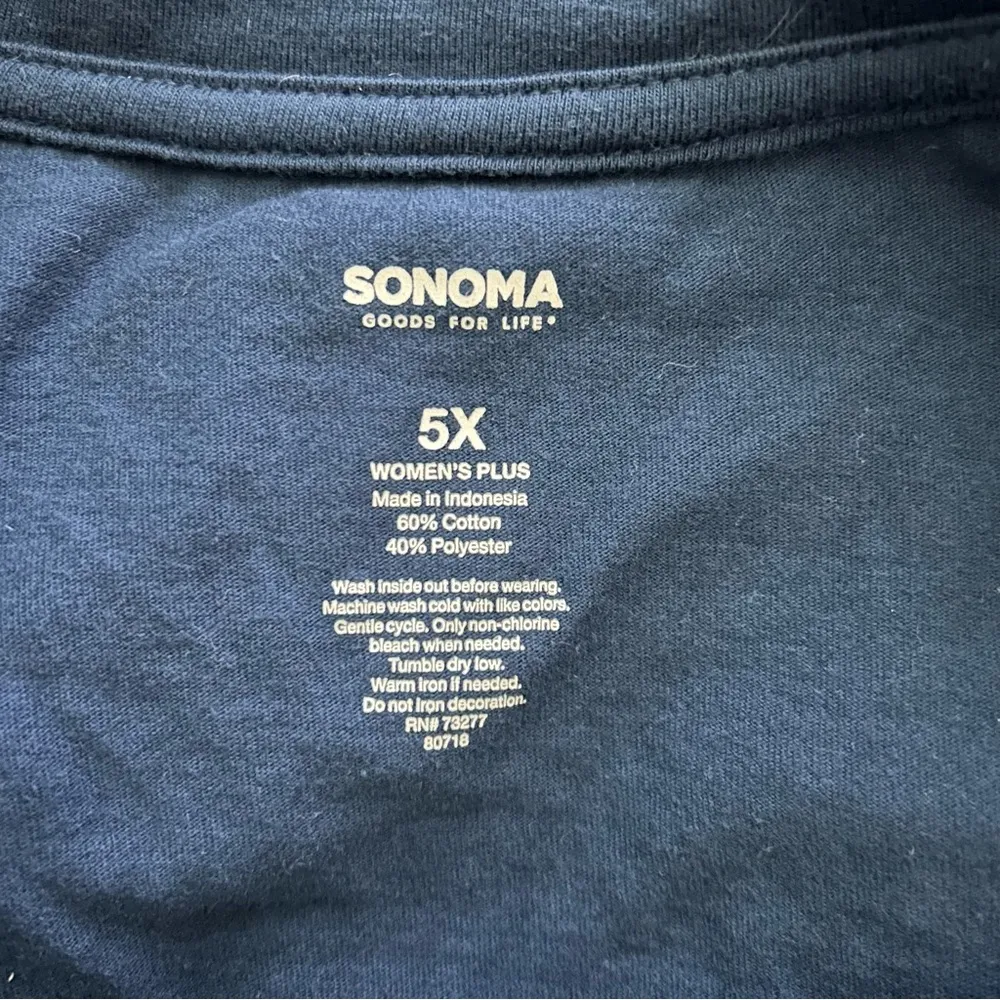 SONOMA
GOODS FOR LIFE®
5X
WOMEN'S PLUS
Made in Indonesia
60% Cotton
40% Polyester
Wash inside out before wearing.
Machine wash cold with like colors.
Gentle cycle. Only non-chlorine
bleach when needed.
Tumble dry low.
Warm iron if needed.
Do not iron decoration.
RN# 73277
80718